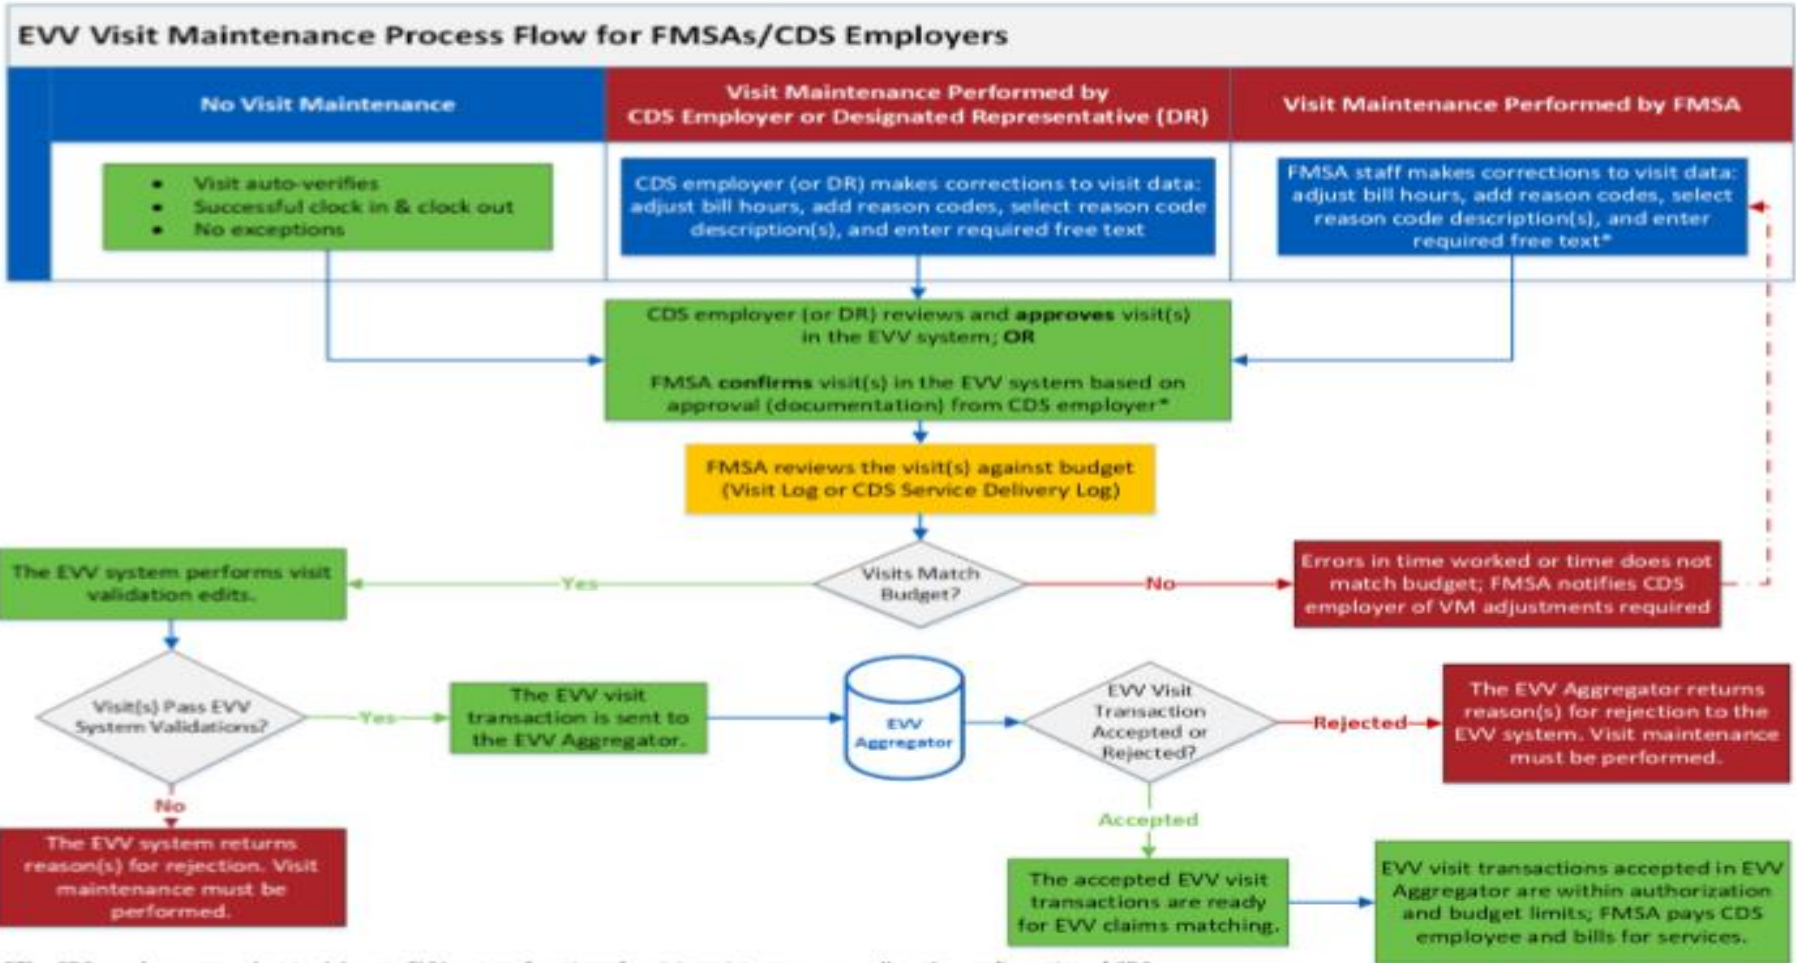 EVV Visit Maintenance Process Flow for FMSAs/CDS Employers
No Visit Maintenance
Visit Maintenance Performed by
CDS Employer or Designated Representative (DR)
Visit Maintenance Performed by FMSA
• Visit auto-verifies
• Successful clock in & clock out
• No exceptions
CDS employer (or DR) makes corrections to visit data:
adjust bill hours, add reason codes, select reason code
description(s), and enter required free text
FMSA staff makes corrections to visit data:
adjust bill hours, add reason codes, select
reason code description(s), and enter
required free text*
CDS employer (or DR) reviews and approves visit(s)
in the EVV system; OR
FMSA confirms visit(s) in the EVV system based on
approval (documentation) from CDS employer*
FMSA reviews the visit(s) against budget
(Visit Log or CDS Service Delivery Log)
The EVV system performs visit
validation edits.
Yes
Visits Match
Budget?
No
Errors in time worked or time does not
match budget; FMSA notifies CDS
employer of VM adjustments required
Visit(s) Pass EVV
System Validations?
Yes
The EVV visit
transaction is sent to
the EVV Aggregator.
EVV
Aggregator
EVV Visit
Transaction
Accepted or
Rejected?
Rejected
The EVV Aggregator returns
reason(s) for rejection to the
EVV system. Visit maintenance
must be performed.
No
The EVV system returns
reason(s) for rejection. Visit
maintenance must be
performed.
Accepted
The accepted EVV visit
transactions are ready
for EVV claims matching.
EVV visit transactions accepted in EVV
Aggregator are within authorization
and budget limits; FMSA pays CDS
employee and bills for services.